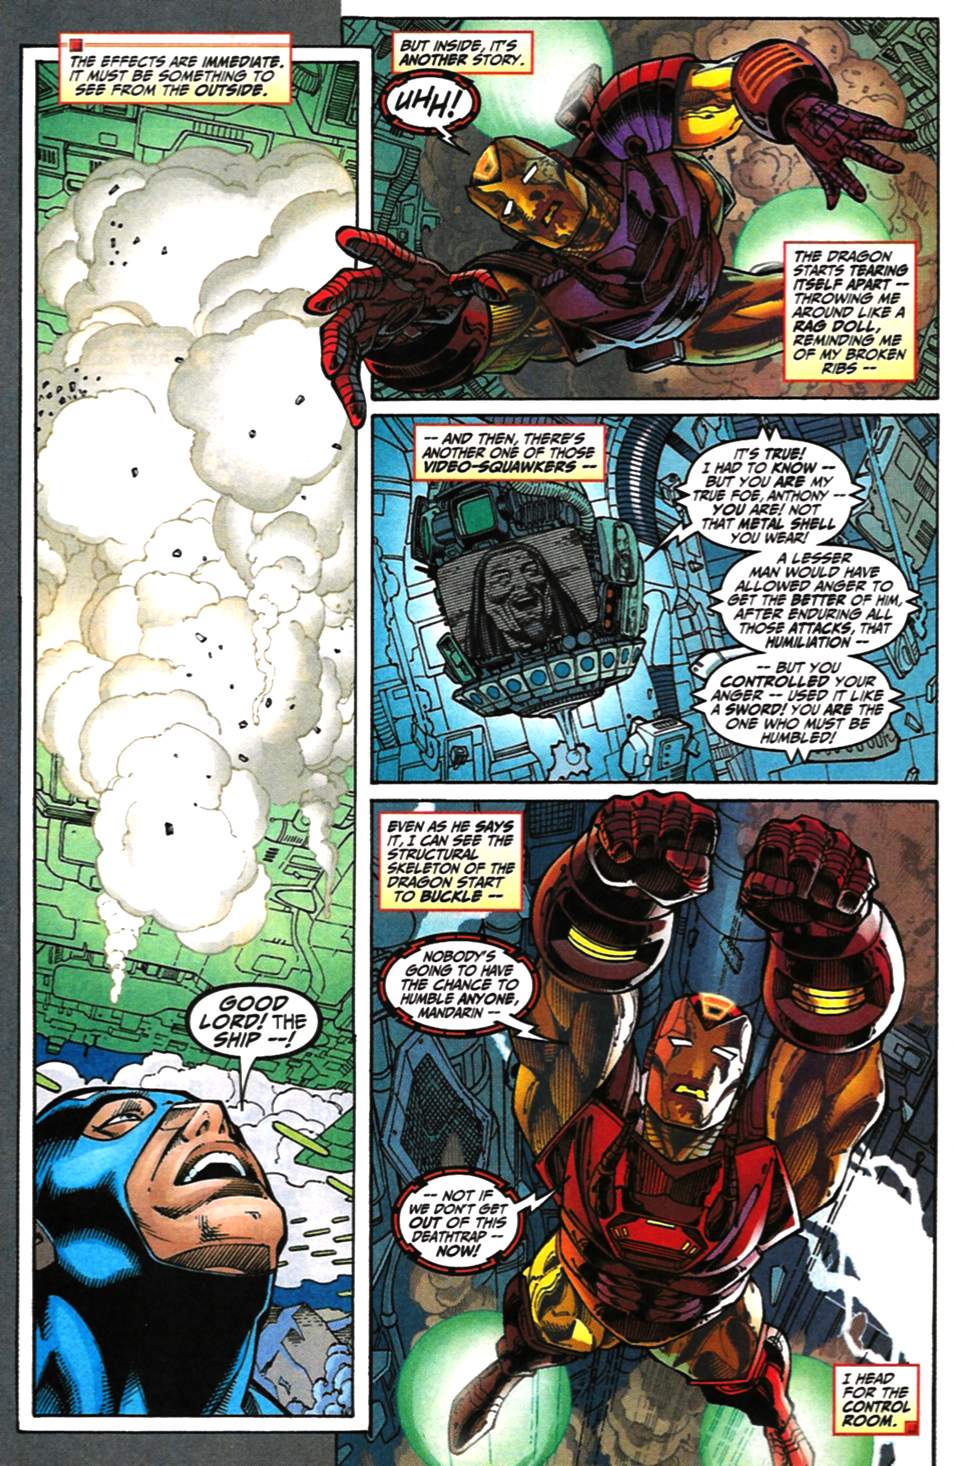 THE EFFECTS ARE IMMEDIATE.
IT MUST BE SOMETHING TO
SEE FROM THE OUTSIDE.
GOOD
LORD! THE
SHIP --!
BUT INSIDE, IT'S
ANOTHER STORY.
UHH!
THE DRAGON
STARTS TEARING
ITSELF APART --
THROWING ME
AROUND LIKE A
RAG DOLL,
REMINDING ME
OF MY BROKEN
RIBS --
-- AND THEN, THERE'S
ANOTHER ONE OF THOSE
VIDEO-SQUAWKERS --
IT'S TRUE!
I HAD TO KNOW --
BUT YOU ARE MY
TRUE FOE, ANTHONY --
YOU ARE! NOT
THAT METAL SHELL
YOU WEAR!
A LESSER
MAN WOULD HAVE
ALLOWED ANGER TO
GET THE BETTER OF HIM,
AFTER ENDURING ALL
THOSE ATTACKS, THAT
HUMILIATION --
-- BUT YOU
CONTROLLED YOUR
ANGER -- USED IT LIKE
A SWORD! YOU ARE THE
ONE WHO MUST BE
HUMBLED!
EVEN AS HE SAYS
IT, I CAN SEE THE
STRUCTURAL
SKELETON OF THE
DRAGON START
TO BUCKLE --
NOBODY'S
GOING TO HAVE
THE CHANCE TO
HUMBLE ANYONE,
MANDARIN --
-- NOT IF
WE DON'T GET
OUT OF THIS
DEATHTRAP --
NOW!
I HEAD
FOR THE
CONTROL
ROOM.